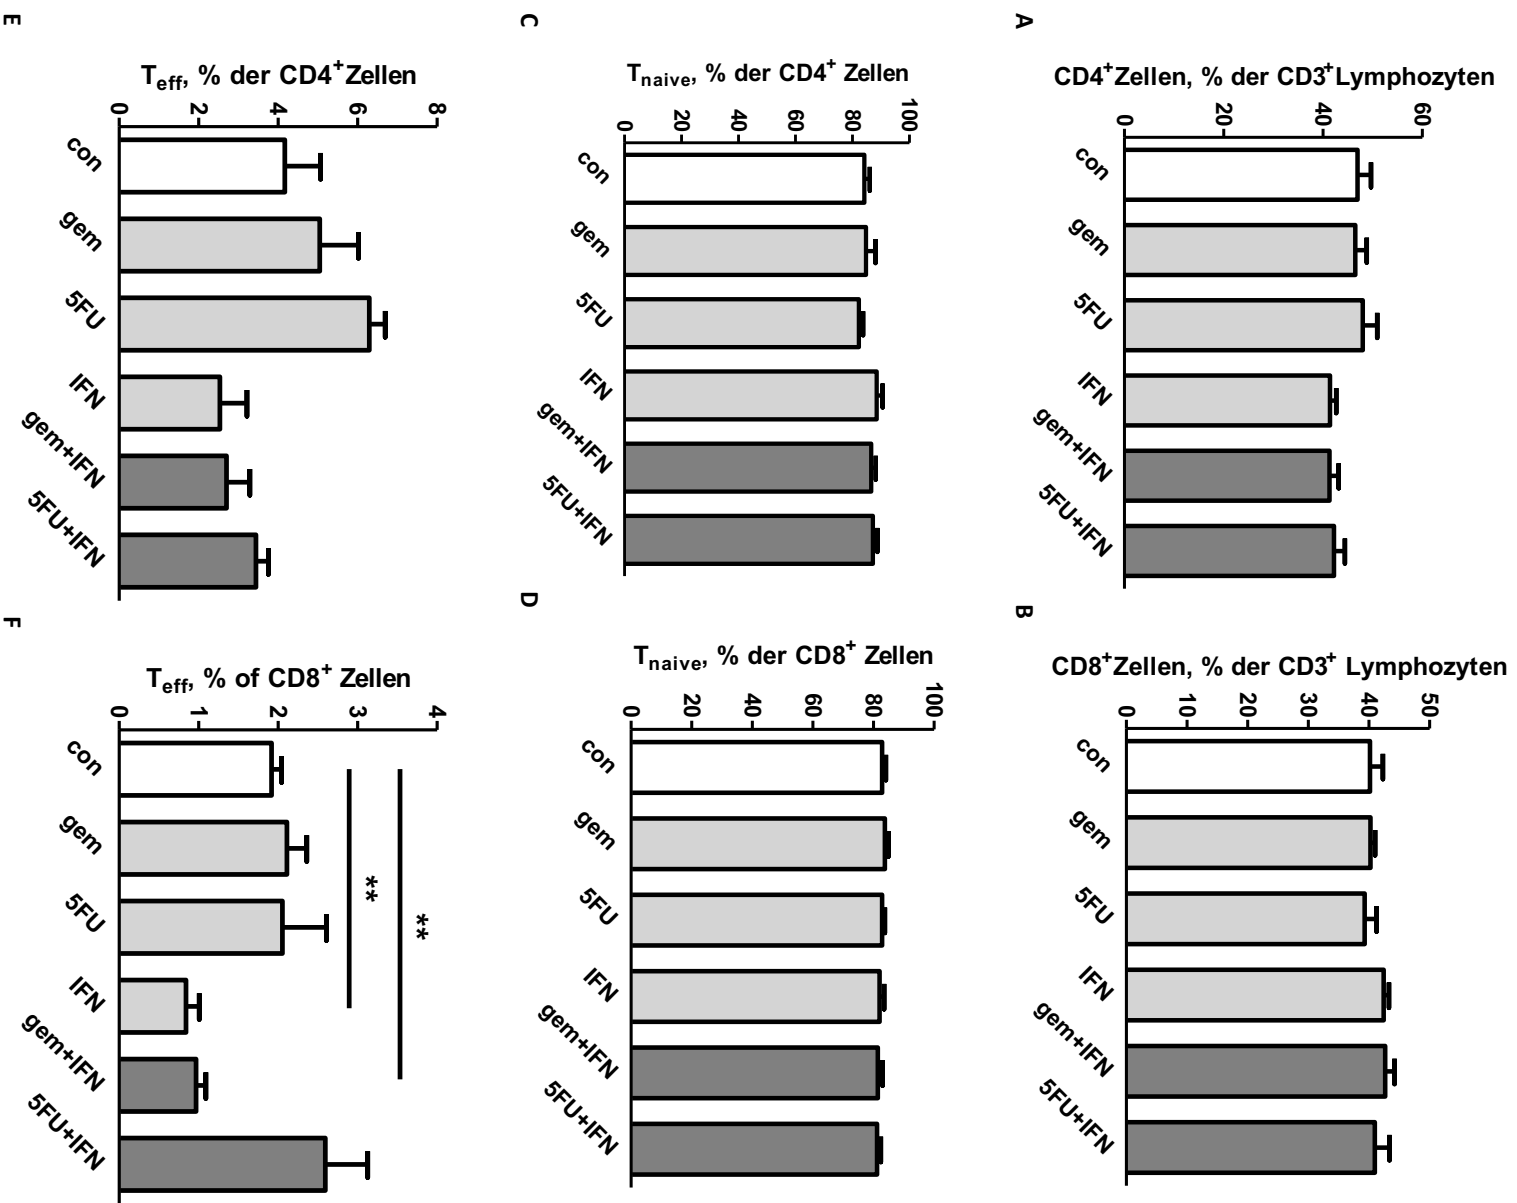 A
CD4+Zellen, % der CD3+Lymphozyten
0
20
40
60
con
gem
5FU
IFN
gem+IFN
5FU+IFN
B
CD8+Zellen, % der CD3+ Lymphozyten
0
10
20
30
40
50
con
gem
5FU
IFN
gem+IFN
5FU+IFN
C
Tnaive, % der CD4+ Zellen
0
20
40
60
80
100
con
gem
5FU
IFN
gem+IFN
5FU+IFN
D
Tnaive, % der CD8+ Zellen
0
20
40
60
80
100
con
gem
5FU
IFN
gem+IFN
5FU+IFN
E
Teff, % der CD4+Zellen
0
2
4
6
8
con
gem
5FU
IFN
gem+IFN
5FU+IFN
F
Teff, % of CD8+ Zellen
0
1
2
3
4
**
**
con
gem
5FU
IFN
gem+IFN
5FU+IFN